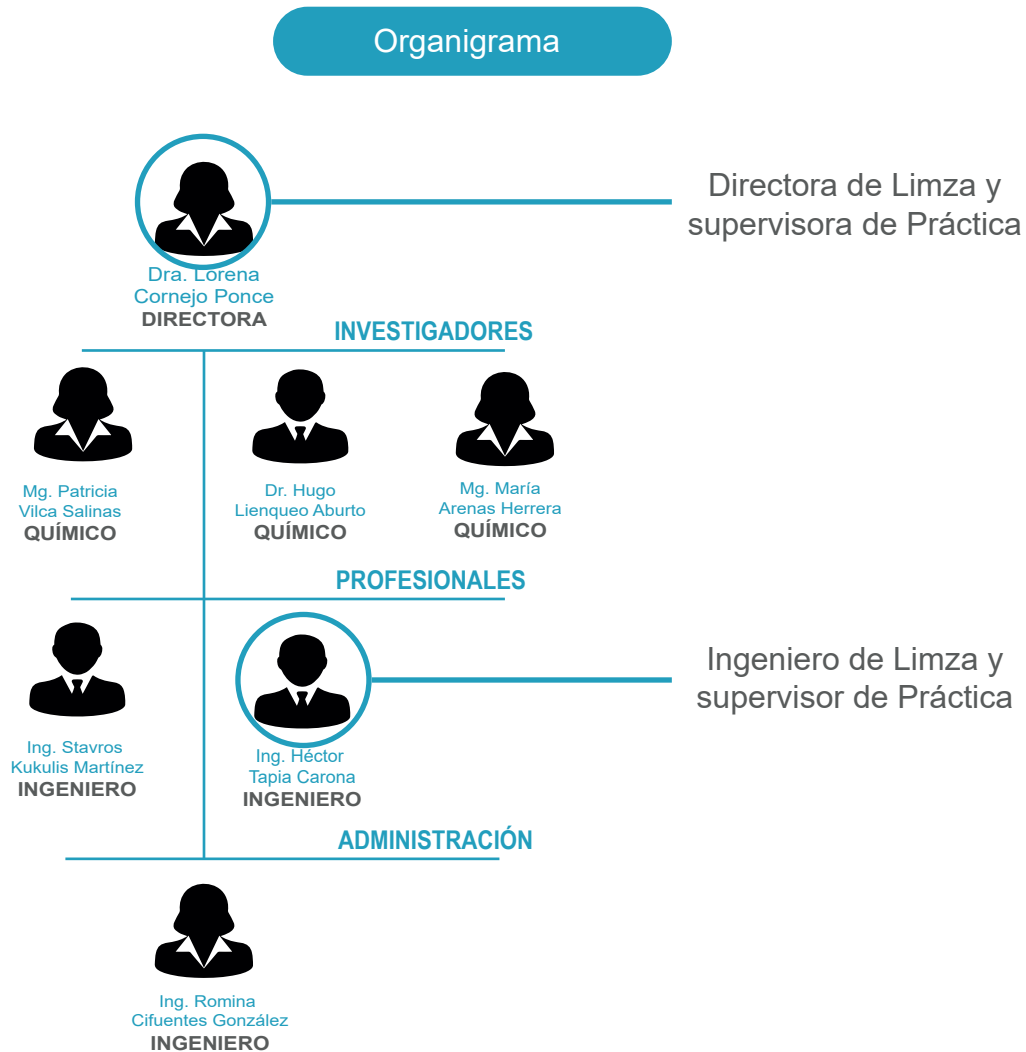 Organigrama
Directora de Limza y
supervisora de Práctica
Dra. Lorena
Cornejo Ponce
DIRECTORA
INVESTIGADORES
Mg. Patricia
Vilca Salinas
QUÍMICO
Dr. Hugo
Lienqueo Aburto
QUÍMICO
Mg. María
Arenas Herrera
QUÍMICO
PROFESIONALES
Ing. Stavros
Kukulis Martínez
INGENIERO
Ing. Héctor
Tapia Carona
INGENIERO
Ingeniero de Limza y
supervisor de Práctica
ADMINISTRACIÓN
Ing. Romina
Cifuentes González
INGENIERO